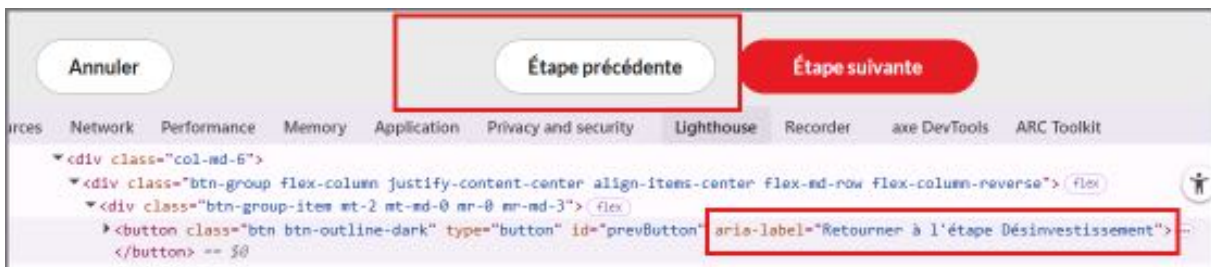 Annuler Étape précédente Étape suivante
Network Performance Memory Application Privacy and security Lighthouse Recorder axe DevTools ARC Toolkit
▼<div class="col-md-6">
▼<div class="btn-group flex-column justify-content-center align-items-center flex-md-row flex-column-reverse"> flex
▼<div class="btn-group-item mt-2 mt-md-0 mr-0 mr-md-3"> flex
▶<button class="btn btn-outline-dark" type="button" id="prevButton" aria-label="Retourner à l'étape Désinvestissement"> …
</button> == $0